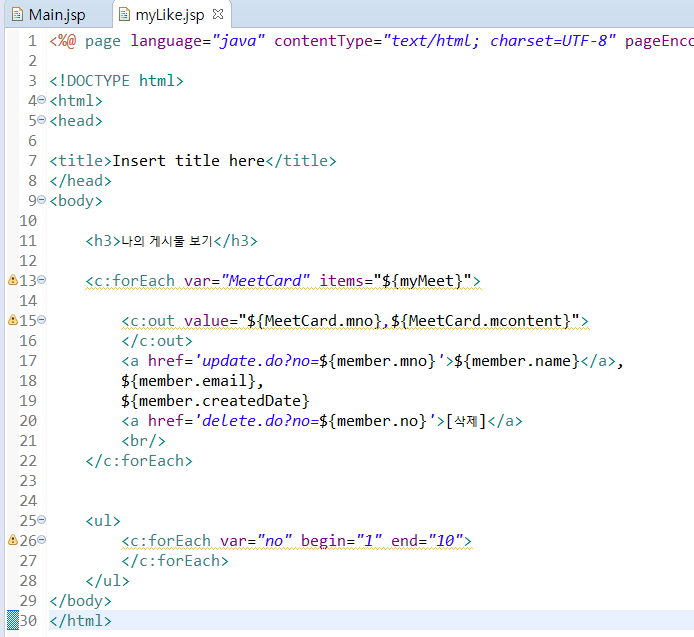 Main.jsp myLike.jsp
1 <%@ page language="java" contentType="text/html; charset=UTF-8" pageEnco
2
3 <!DOCTYPE html>
4 <html>
5 <head>
6
7 <title>Insert title here</title>
8 </head>
9 <body>
10
11 <h3>나의 게시물 보기</h3>
12
13 <c:forEach var="MeetCard" items="${myMeet}">
14
15 <c:out value="${MeetCard.mno},${MeetCard.mcontent}">
16 </c:out>
17 <a href='update.do?no=${member.mno}'>${member.name}</a>,
18 ${member.email},
19 ${member.createdDate}
20 <a href='delete.do?no=${member.no}'>[삭제]</a>
21 <br/>
22 </c:forEach>
23
24
25 <ul>
26 <c:forEach var="no" begin="1" end="10">
27 </c:forEach>
28 </ul>
29 </body>
30 </html>